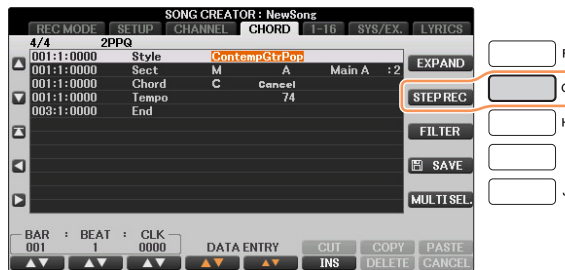 SONG CREATOR : NewSong
REC MODE SETUP CHANNEL CHORD 1-16 SYS/EX. LYRICS
4/4 2PPQ
001:1:0000 Style ContempGtrPop
001:1:0000 Sect M A Main A :2
001:1:0000 Chord C Cancel
001:1:0000 Tempo 74
003:1:0000 End
EXPAND
STEP REC
FILTER
SAVE
MULTI SEL.
BAR : BEAT : CLK
001 1 0000 DATA ENTRY CUT COPY PASTE
INS DELETE CANCEL